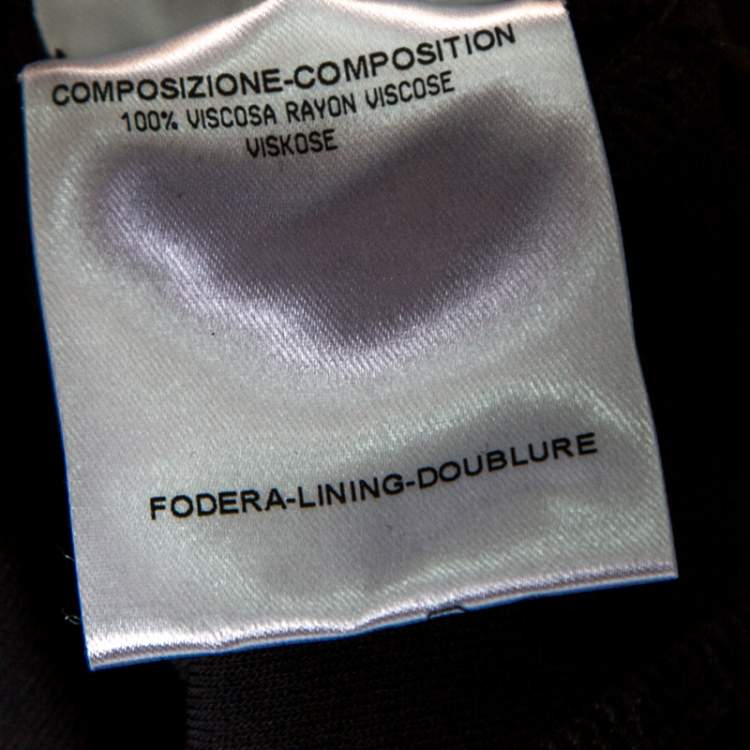 COMPOSIZIONE-COMPOSITION
100% VISCOSA RAYON VISCOSE
VISKOSE
FODERA-LINING-DOUBLURE